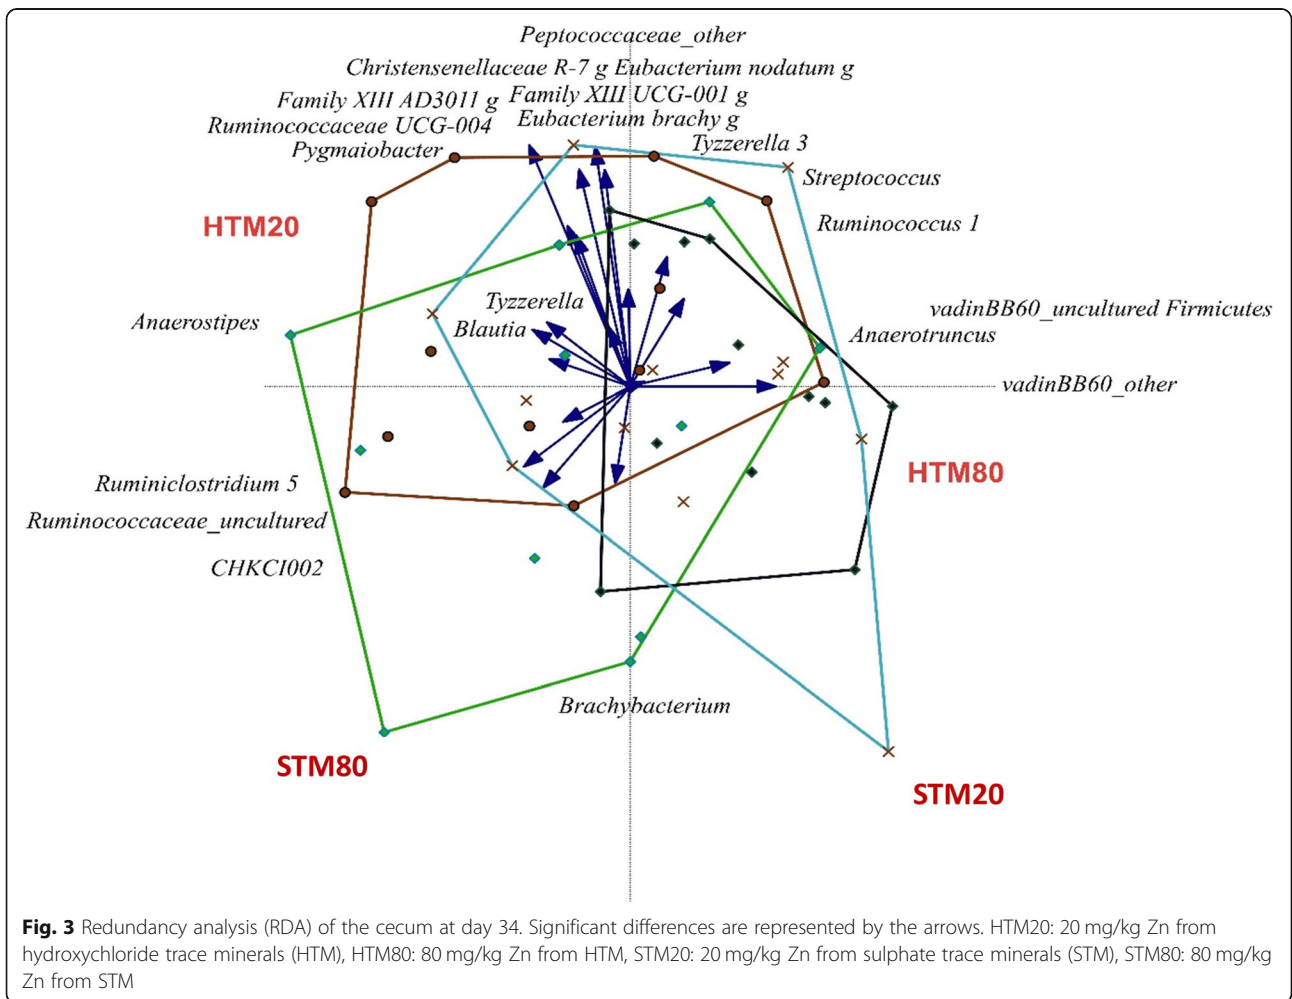 Peptococcaceae_other
Christensenellaceae R-7 g Eubacterium nodatum g
Family XIII AD3011 g Family XIII UCG-001 g
Ruminococcaceae UCG-004 Eubacterium brachy g
Pygmaiobacter Tyzzerella 3
Streptococcus
HTM20 Ruminococcus 1
Tyzzerella vadinBB60_uncultured Firmicutes
Anaerostipes Blautia Anaerotruncus
vadinBB60_other
HTM80
Ruminiclostridium 5
Ruminococcaceae_uncultured
CHKCI002
Brachybacterium
STM80
STM20
Fig. 3 Redundancy analysis (RDA) of the cecum at day 34. Significant differences are represented by the arrows. HTM20: 20 mg/kg Zn from
hydroxychloride trace minerals (HTM), HTM80: 80 mg/kg Zn from HTM, STM20: 20 mg/kg Zn from sulphate trace minerals (STM), STM80: 80 mg/kg
Zn from STM